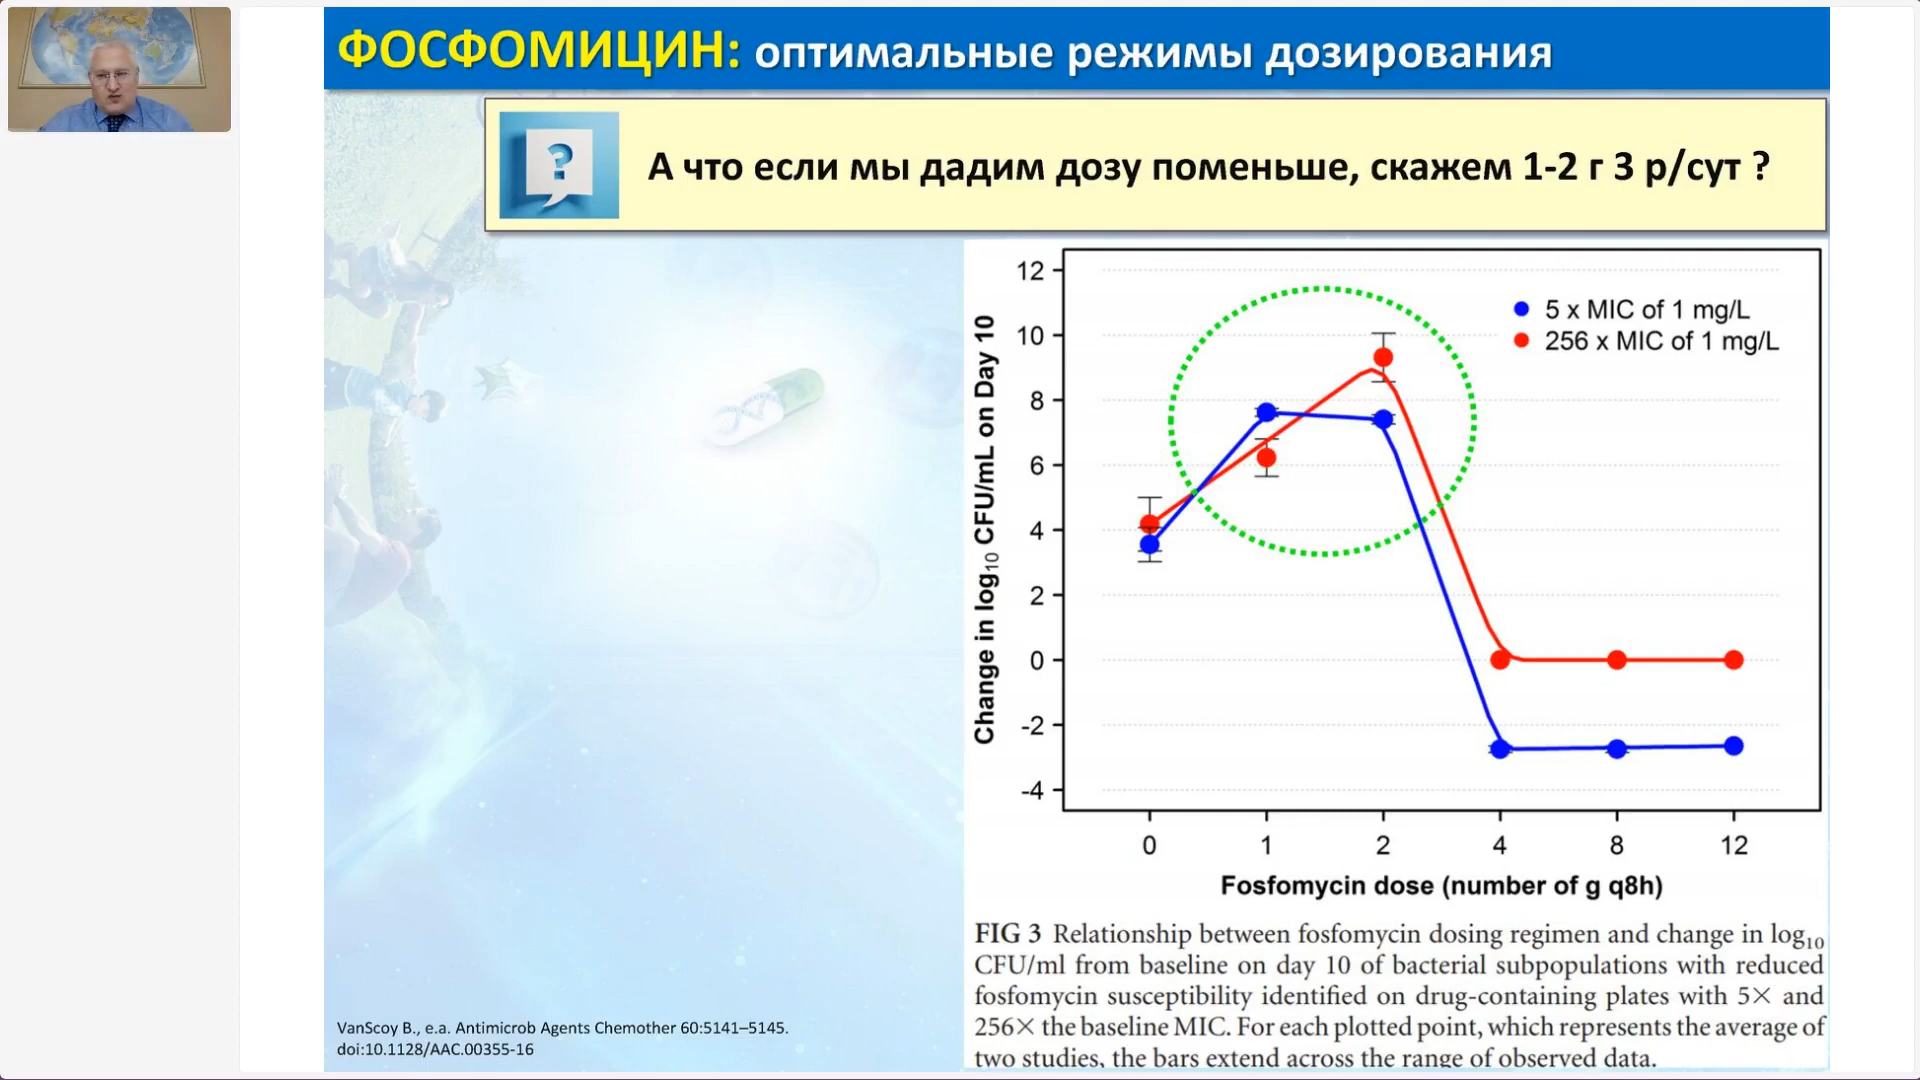 ФОСФОМИЦИН: оптимальные режимы дозирования
?
А что если мы дадим дозу поменьше, скажем 1-2 г 3 р/сут ?
12
10
8
6
4
2
0
-2
-4
Change in log10 CFU/mL on Day 10
5 x MIC of 1 mg/L
256 x MIC of 1 mg/L
0 1 2 4 8 12
Fosfomycin dose (number of g q8h)
FIG 3 Relationship between fosfomycin dosing regimen and change in log10
CFU/ml from baseline on day 10 of bacterial subpopulations with reduced
fosfomycin susceptibility identified on drug-containing plates with 5× and
256× the baseline MIC. For each plotted point, which represents the average of
two studies, the bars extend across the range of observed data.
VanScoy B., e.a. Antimicrob Agents Chemother 60:5141–5145.
doi:10.1128/AAC.00355-16